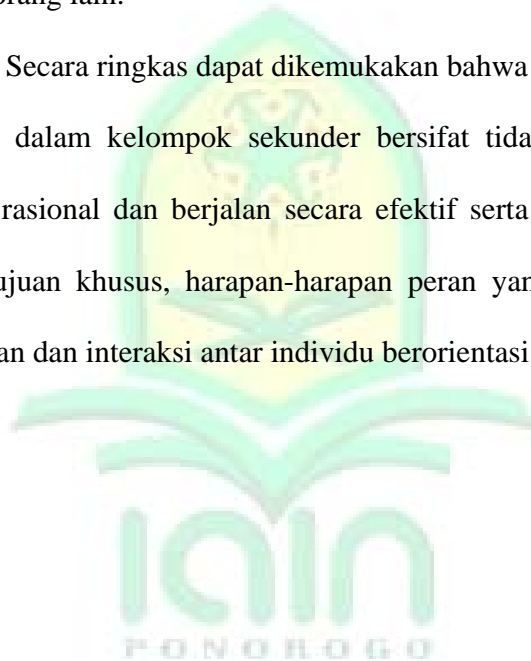 orang lain.
Secara ringkas dapat dikemukakan bahwa
dalam kelompok sekunder bersifat tida
rasional dan berjalan secara efektif serta
ujuan khusus, harapan-harapan peran yan
an dan interaksi antar individu berorientasi
iain
PONOROGO